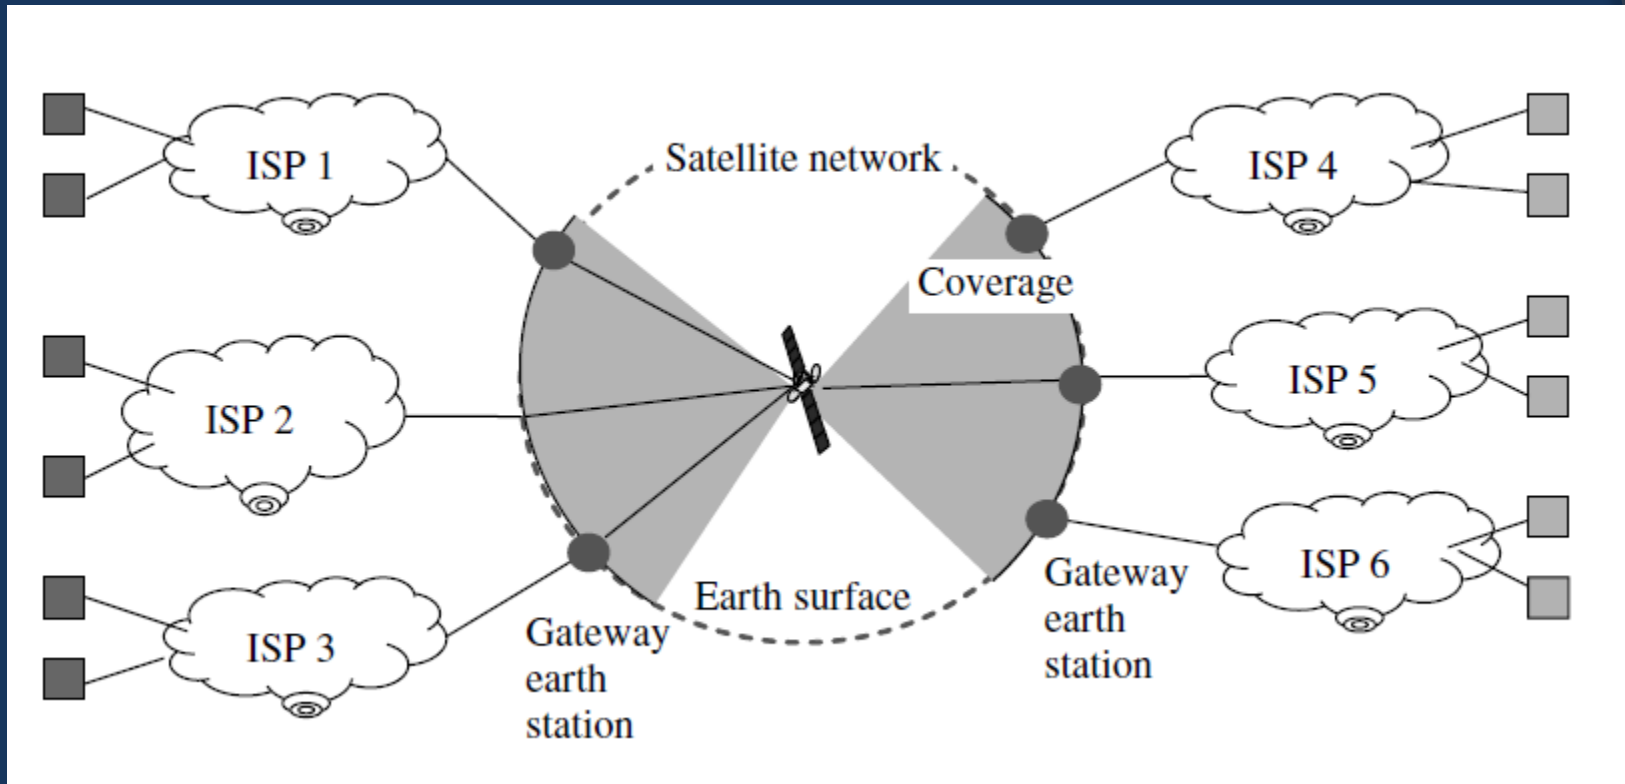 Satellite network
ISP 1
ISP 4
Coverage
ISP 2
ISP 5
ISP 3
Earth surface
ISP 6
Gateway
earth
station
Gateway
earth
station